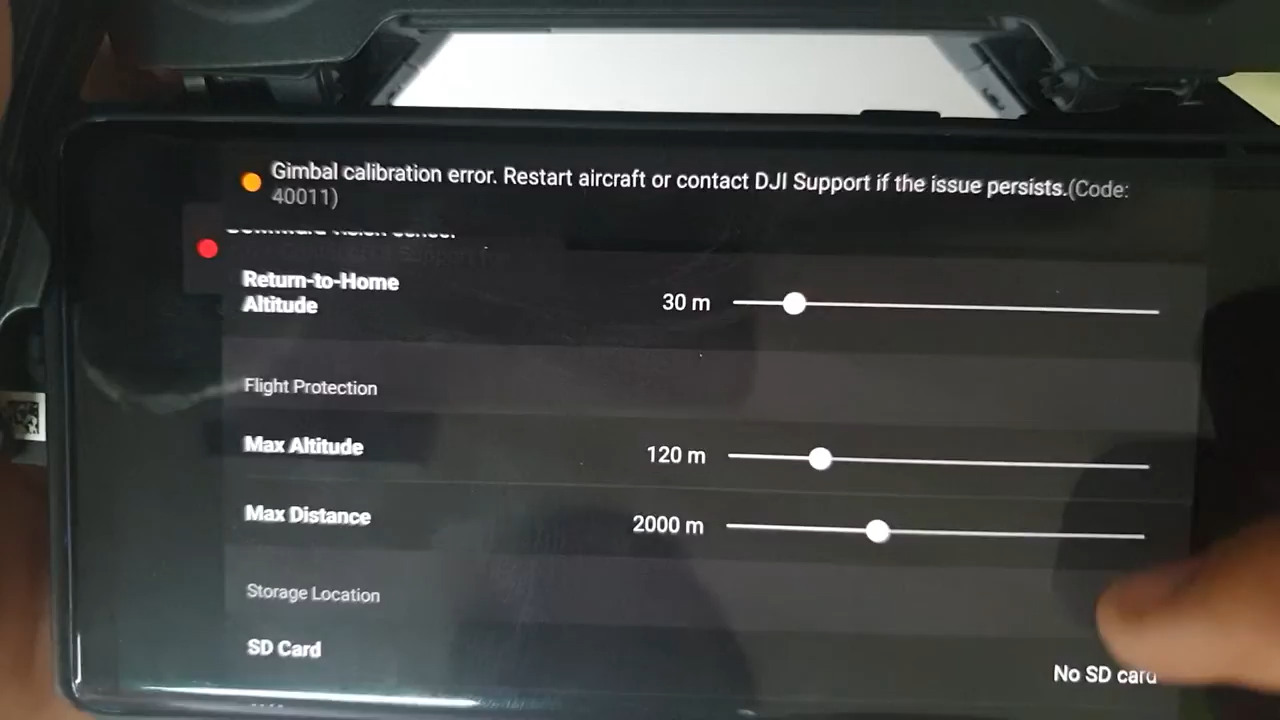 Gimbal calibration error. Restart aircraft or contact DJI Support if the issue persists.(Code:
40011)
Return-to-Home
Altitude
30 m
Flight Protection
Max Altitude
120 m
Max Distance
2000 m
Storage Location
SD Card
No SD card